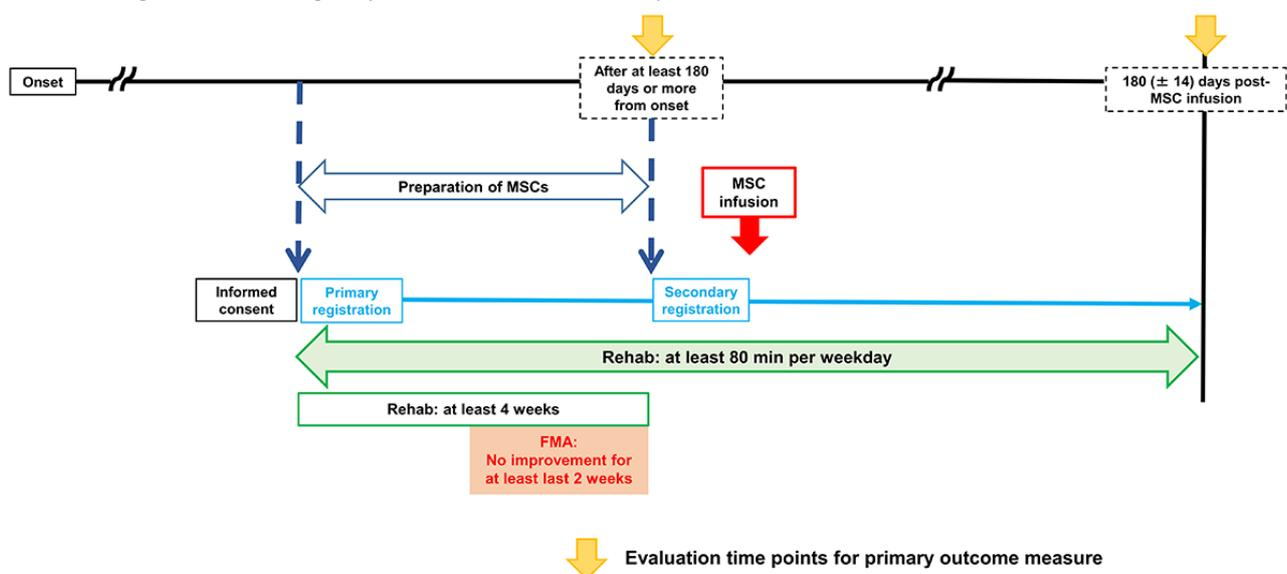 Onset
After at least 180
days or more
from onset
180 (± 14) days post-
MSC infusion
Preparation of MSCs
MSC
infusion
Informed
consent
Primary
registration
Secondary
registration
Rehab: at least 80 min per weekday
Rehab: at least 4 weeks
FMA:
No improvement for
at least last 2 weeks
Evaluation time points for primary outcome measure